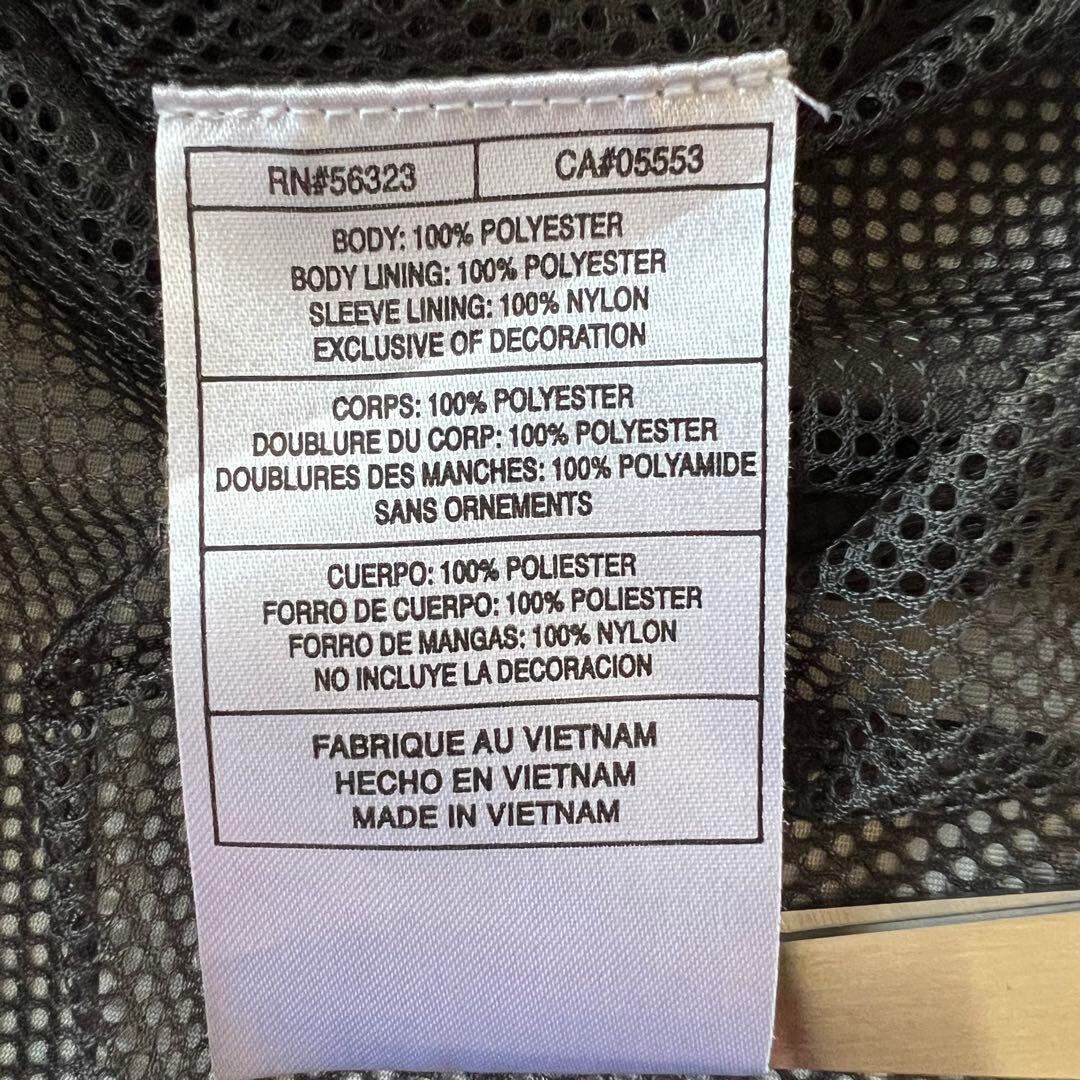 RN#56323 CA#05553
BODY: 100% POLYESTER
BODY LINING: 100% POLYESTER
SLEEVE LINING: 100% NYLON
EXCLUSIVE OF DECORATION
CORPS: 100% POLYESTER
DOUBLURE DU CORP: 100% POLYESTER
DOUBLURES DES MANCHES: 100% POLYAMIDE
SANS ORNEMENTS
CUERPO: 100% POLIESTER
FORRO DE CUERPO: 100% POLIESTER
FORRO DE MANGAS: 100% NYLON
NO INCLUYE LA DECORACION
FABRIQUE AU VIETNAM
HECHO EN VIETNAM
MADE IN VIETNAM